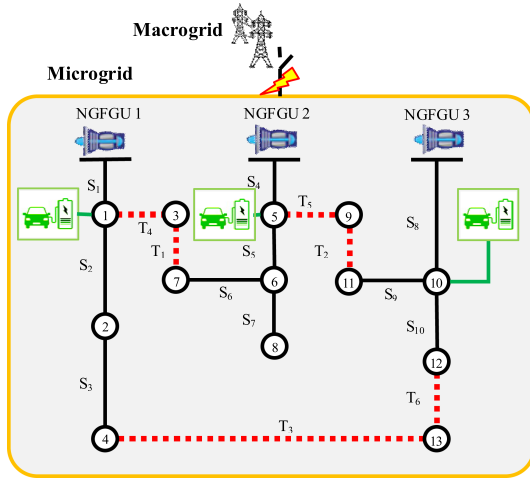 Macrogrid
Microgrid
NGFGU 1
NGFGU 2
NGFGU 3
S1
S4
T5
1
3
5
9
T4
S8
S2
T1
S5
T2
7
S6
6
11
S9
10
S7
S10
2
8
12
S3
T6
T3
4
13